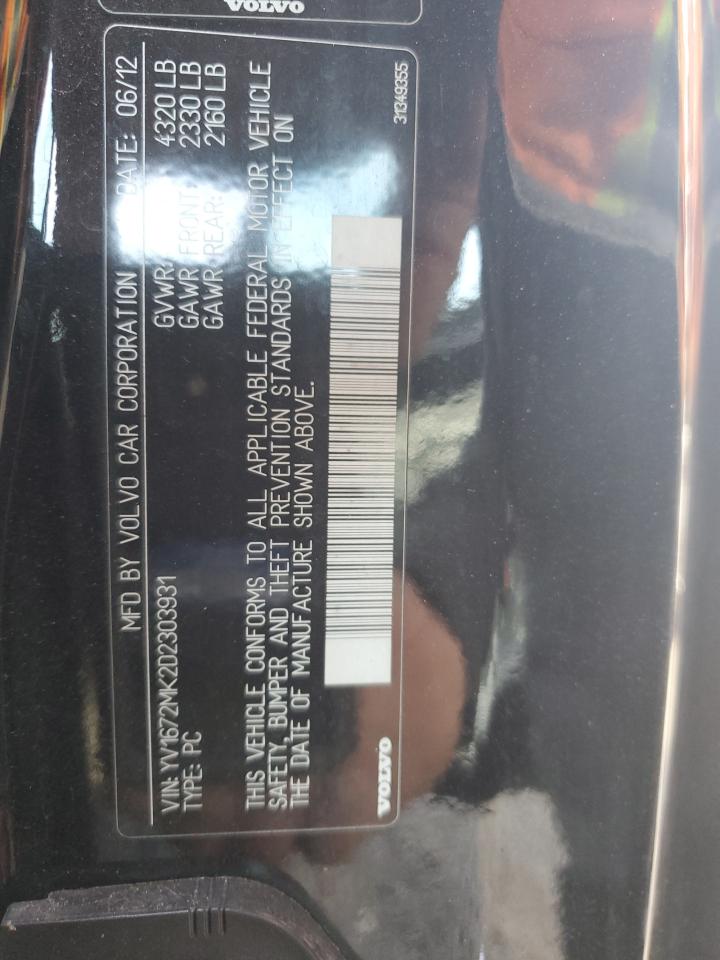 VOLVO
MFD BY VOLVO CAR CORPORATION DATE: 06/12
VIN: YV1672MK2D2303931 GVWR: 4320 LB
TYPE: PC GAWR FRONT: 2330 LB
GAWR REAR: 2160 LB
THIS VEHICLE CONFORMS TO ALL APPLICABLE FEDERAL MOTOR VEHICLE
SAFETY, BUMPER AND THEFT PREVENTION STANDARDS IN EFFECT ON
THE DATE OF MANUFACTURE SHOWN ABOVE.
VOLVO 31349355